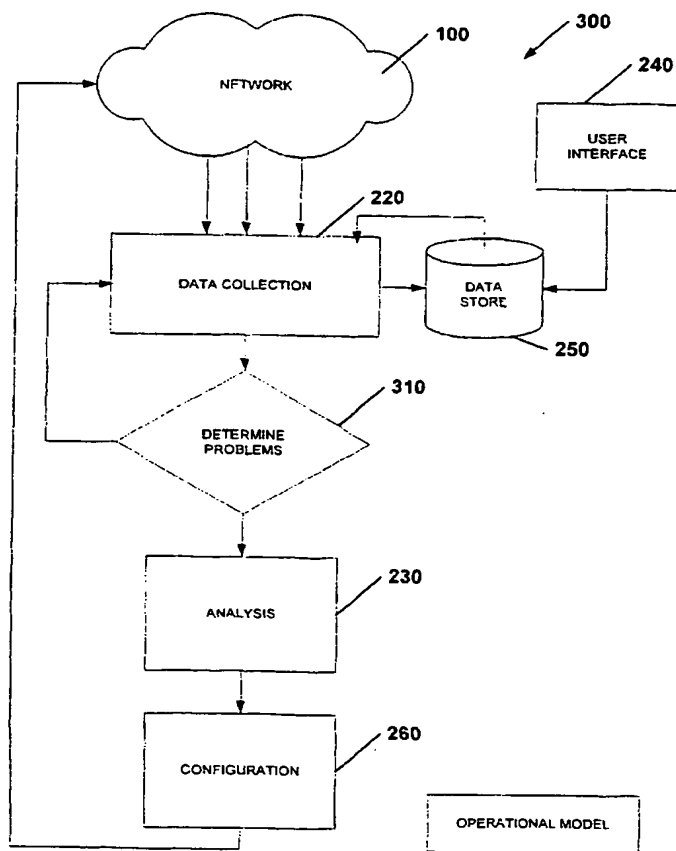 100
300
NETWORK
240
USER
INTERFACE
220
DATA COLLECTION
DATA
STORE
250
310
DETERMINE
PROBLEMS
230
ANALYSIS
260
CONFIGURATION
OPERATIONAL MODEL